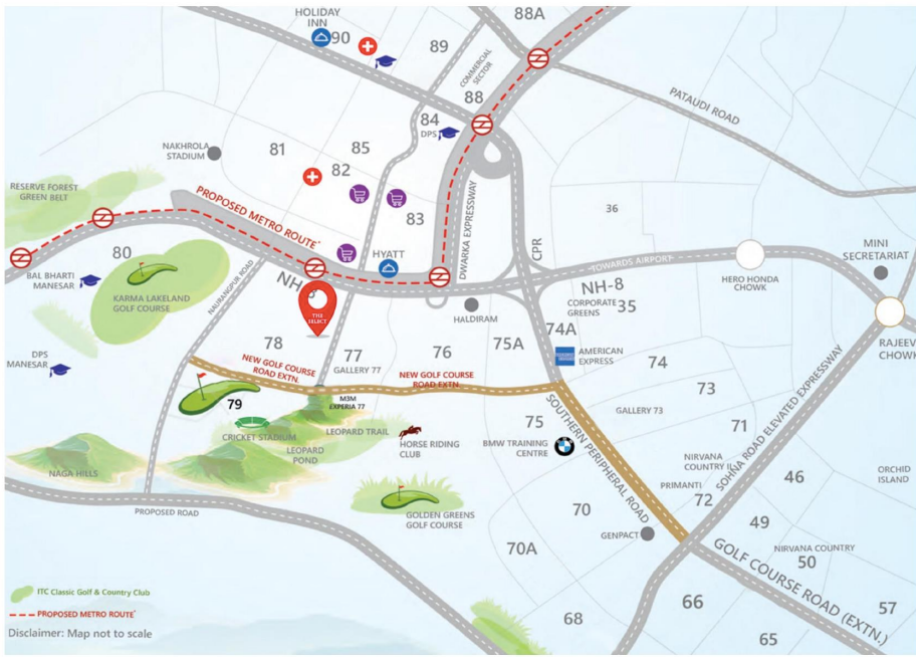 HOLIDAY
INN
90
88A
89
COMMERCIAL
SECTOR
88
PATAUDI ROAD
84
DPS
85
81
82
NAKHROLA
STADIUM
83
36
RESERVE FOREST
GREEN BELT
PROPOSED METRO ROUTE*
DWARKA EXPRESSWAY
CPR
TOWARDS AIRPORT
MINI
SECRETARIAT
80
BAL BHARTI
MANESAR
KARMA LAKELAND
GOLF COURSE
NAURANGPUR ROAD
HYATT
NH-8
HERO HONDA
CHOWK
NH-8
CORPORATE
GREENS
35
HALDIRAM
THE
SELECT
RAJEEV
CHOWK
78
77
GALLERY 77
76
75A
74A
AMERICAN
EXPRESS
74
73
DPS
MANESAR
NEW GOLF COURSE
ROAD EXTN.
NEW GOLF COURSE
ROAD EXTN.
79
M3M
EXPERIA 77
GALLERY 73
71
CRICKET STADIUM
LEOPARD TRAIL
LEOPARD
POND
HORSE RIDING
CLUB
75
BMW TRAINING
CENTRE
SOUTHERN PERIPHERAL ROAD
SOHNA ROAD ELEVATED EXPRESSWAY
NIRVANA
COUNTRY II
PRIMANTI
72
46
ORCHID
ISLAND
NAGA HILLS
PROPOSED ROAD
GOLDEN GREENS
GOLF COURSE
70
GENPACT
49
70A
NIRVANA COUNTRY
50
GOLF COURSE ROAD (EXTN.)
68
66
65
57
ITC Classic Golf & Country Club
PROPOSED METRO ROUTE*
Disclaimer: Map not to scale